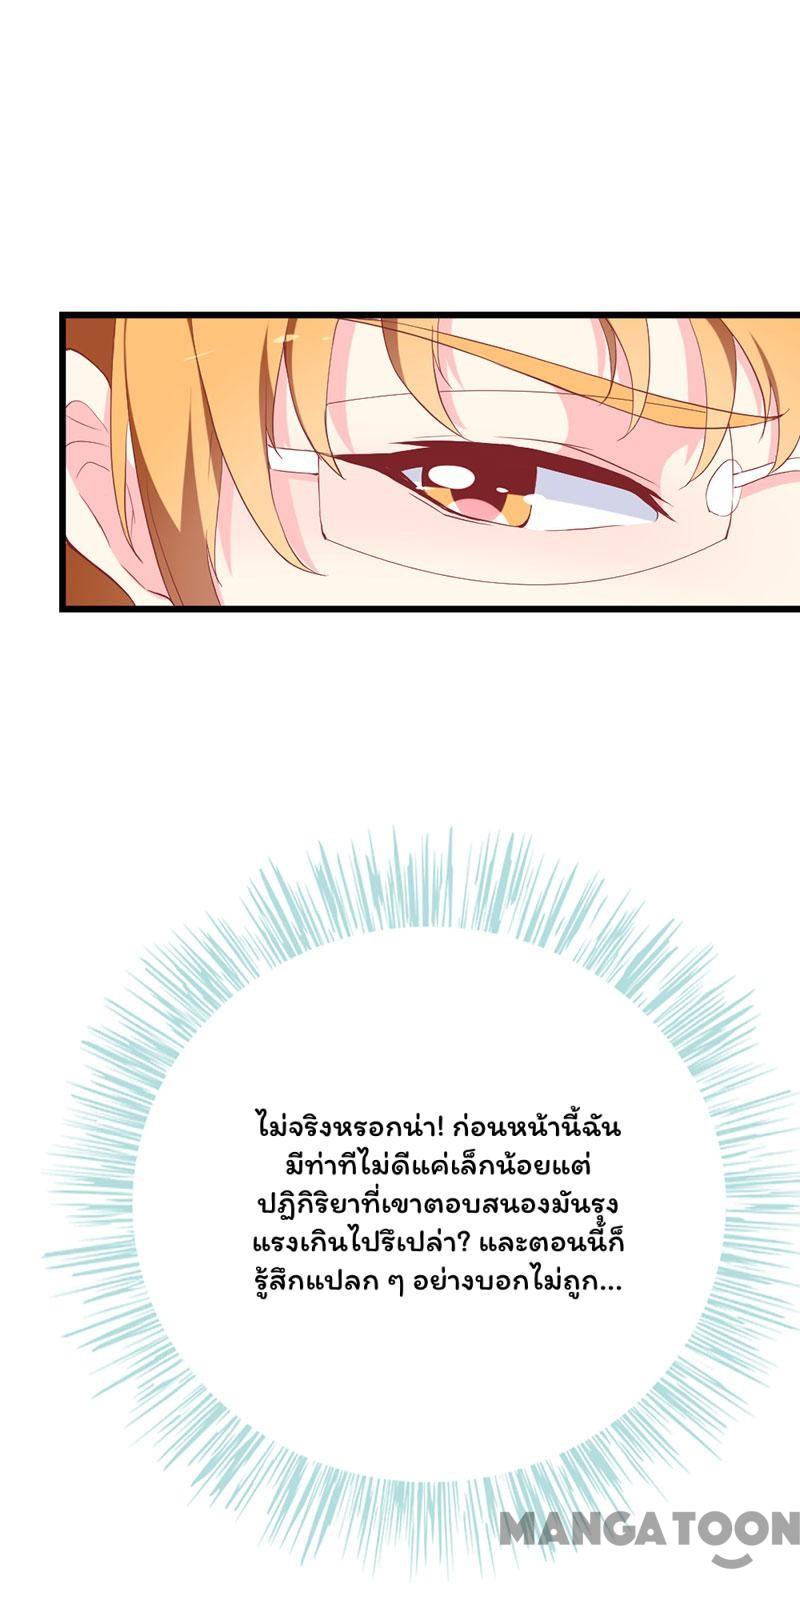 ไม่จริงหรอกน่า! ก่อนหน้านี้ฉัน
มีท่าทีไม่ดีแค่เล็กน้อยแต่
ปฏิกิริยาที่เขาตอบสนองมันรุง
แรงเกินไปรึเปล่า? และตอนนี้ก็
รู้สึกแปลก ๆ อย่างบอกไม่ถูก...
MANGATOON